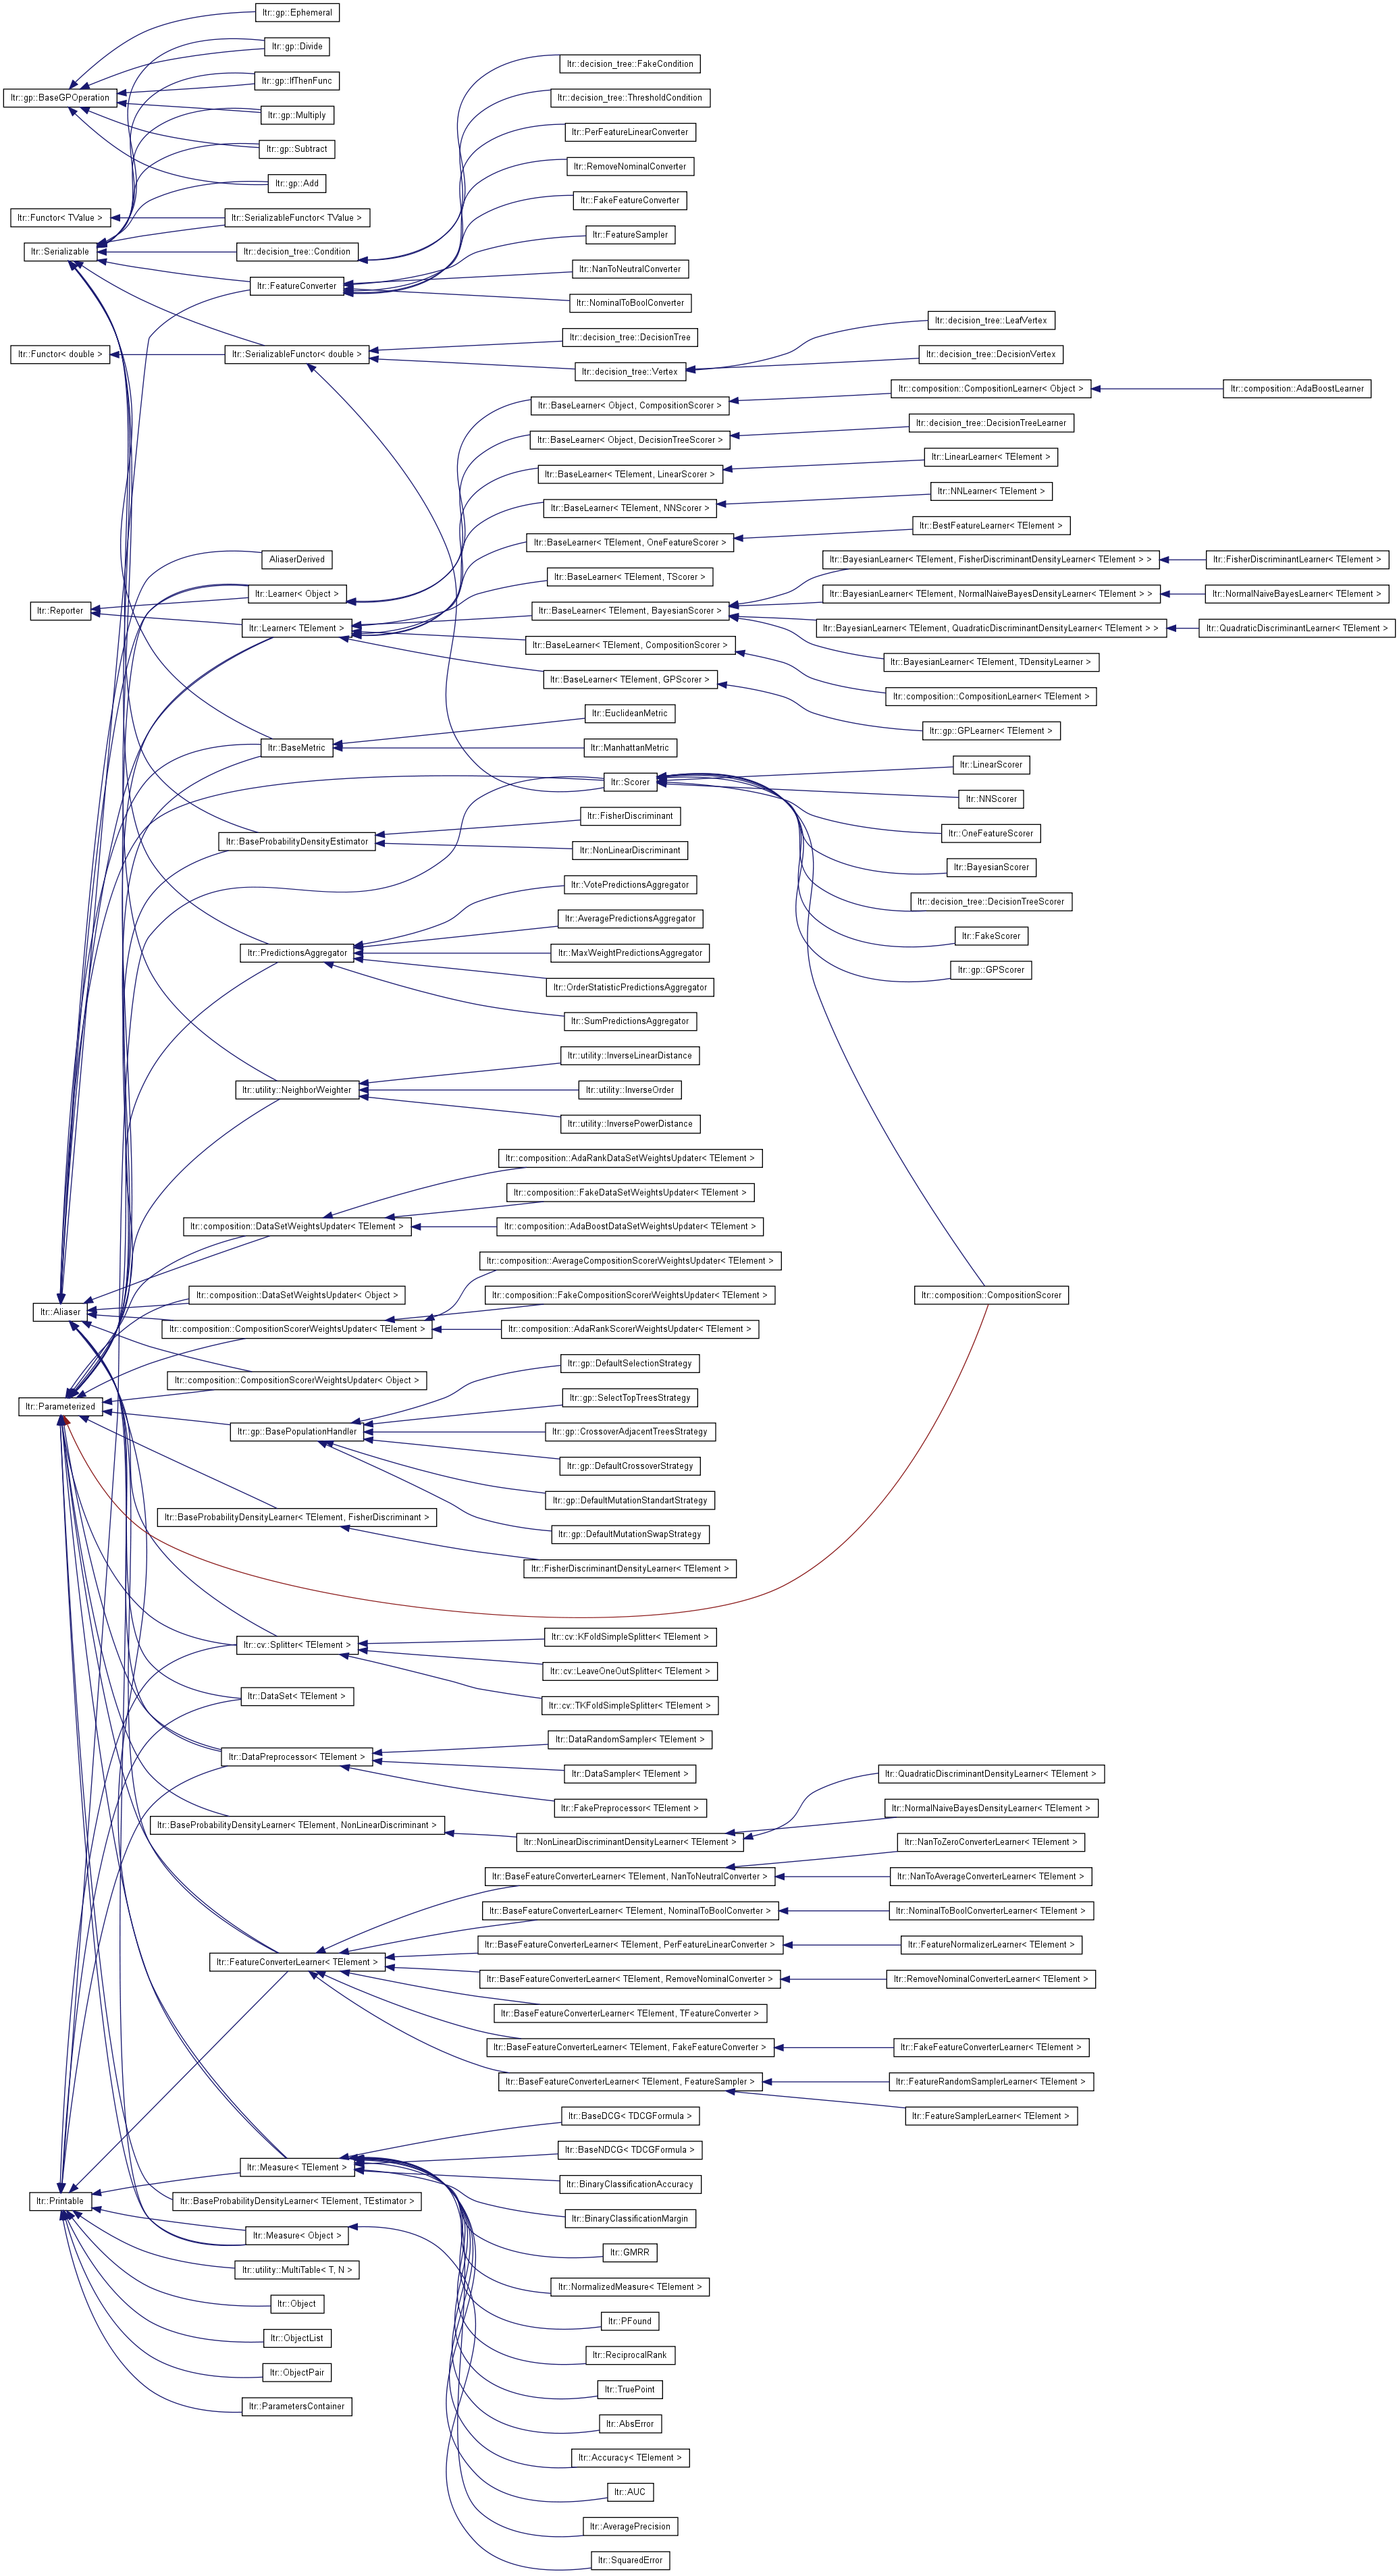 ltr::gp::Ephemeral
ltr::gp::Divide
ltr::decision_tree::FakeCondition
ltr::gp::IfThenFunc
ltr::gp::BaseGPOperation
ltr::decision_tree::ThresholdCondition
ltr::gp::Multiply
ltr::PerFeatureLinearConverter
ltr::gp::Subtract
ltr::RemoveNominalConverter
ltr::gp::Add
ltr::FakeFeatureConverter
ltr::Functor< TValue >
ltr::SerializableFunctor< TValue >
ltr::FeatureSampler
ltr::Serializable
ltr::decision_tree::Condition
ltr::NanToNeutralConverter
ltr::FeatureConverter
ltr::NominalToBoolConverter
ltr::decision_tree::LeafVertex
ltr::decision_tree::DecisionTree
ltr::Functor< double >
ltr::SerializableFunctor< double >
ltr::decision_tree::DecisionVertex
ltr::decision_tree::Vertex
ltr::composition::CompositionLearner< Object >
ltr::composition::AdaBoostLearner
ltr::BaseLearner< Object, CompositionScorer >
ltr::decision_tree::DecisionTreeLearner
ltr::BaseLearner< Object, DecisionTreeScorer >
ltr::LinearLearner< TElement >
ltr::BaseLearner< TElement, LinearScorer >
ltr::NNLearner< TElement >
ltr::BaseLearner< TElement, NNScorer >
ltr::BestFeatureLearner< TElement >
ltr::BaseLearner< TElement, OneFeatureScorer >
AliaserDerived
ltr::BayesianLearner< TElement, FisherDiscriminantDensityLearner< TElement > >
ltr::FisherDiscriminantLearner< TElement >
ltr::BaseLearner< TElement, TScorer >
ltr::Learner< Object >
ltr::BayesianLearner< TElement, NormalNaiveBayesDensityLearner< TElement > >
ltr::NormalNaiveBayesLearner< TElement >
ltr::Reporter
ltr::BaseLearner< TElement, BayesianScorer >
ltr::Learner< TElement >
ltr::BayesianLearner< TElement, QuadraticDiscriminantDensityLearner< TElement > >
ltr::QuadraticDiscriminantLearner< TElement >
ltr::BaseLearner< TElement, CompositionScorer >
ltr::BayesianLearner< TElement, TDensityLearner >
ltr::BaseLearner< TElement, GPScorer >
ltr::composition::CompositionLearner< TElement >
ltr::EuclideanMetric
ltr::gp::GPLearner< TElement >
ltr::BaseMetric
ltr::ManhattanMetric
ltr::LinearScorer
ltr::Scorer
ltr::NNScorer
ltr::FisherDiscriminant
ltr::OneFeatureScorer
ltr::BaseProbabilityDensityEstimator
ltr::NonLinearDiscriminant
ltr::BayesianScorer
ltr::VotePredictionsAggregator
ltr::decision_tree::DecisionTreeScorer
ltr::AveragePredictionsAggregator
ltr::FakeScorer
ltr::PredictionsAggregator
ltr::MaxWeightPredictionsAggregator
ltr::gp::GPScorer
ltr::OrderStatisticPredictionsAggregator
ltr::SumPredictionsAggregator
ltr::utility::InverseLinearDistance
ltr::utility::NeighborWeighter
ltr::utility::InverseOrder
ltr::utility::InversePowerDistance
ltr::composition::AdaRankDataSetWeightsUpdater< TElement >
ltr::composition::FakeDataSetWeightsUpdater< TElement >
ltr::composition::DataSetWeightsUpdater< TElement >
ltr::composition::AdaBoostDataSetWeightsUpdater< TElement >
ltr::composition::AverageCompositionScorerWeightsUpdater< TElement >
ltr::composition::DataSetWeightsUpdater< Object >
ltr::composition::FakeCompositionScorerWeightsUpdater< TElement >
ltr::composition::CompositionScorer
ltr::Aliaser
ltr::composition::CompositionScorerWeightsUpdater< TElement >
ltr::composition::AdaRankScorerWeightsUpdater< TElement >
ltr::gp::DefaultSelectionStrategy
ltr::composition::CompositionScorerWeightsUpdater< Object >
ltr::gp::SelectTopTreesStrategy
ltr::Parameterized
ltr::gp::BasePopulationHandler
ltr::gp::CrossoverAdjacentTreesStrategy
ltr::gp::DefaultCrossoverStrategy
ltr::gp::DefaultMutationStandartStrategy
ltr::BaseProbabilityDensityLearner< TElement, FisherDiscriminant >
ltr::gp::DefaultMutationSwapStrategy
ltr::FisherDiscriminantDensityLearner< TElement >
ltr::cv::KFoldSimpleSplitter< TElement >
ltr::cv::Splitter< TElement >
ltr::cv::LeaveOneOutSplitter< TElement >
ltr::DataSet< TElement >
ltr::cv::TKFoldSimpleSplitter< TElement >
ltr::DataRandomSampler< TElement >
ltr::DataPreprocessor< TElement >
ltr::DataSampler< TElement >
ltr::QuadraticDiscriminantDensityLearner< TElement >
ltr::FakePreprocessor< TElement >
ltr::NormalNaiveBayesDensityLearner< TElement >
ltr::BaseProbabilityDensityLearner< TElement, NonLinearDiscriminant >
ltr::NonLinearDiscriminantDensityLearner< TElement >
ltr::NanToZeroConverterLearner< TElement >
ltr::BaseFeatureConverterLearner< TElement, NanToNeutralConverter >
ltr::NanToAverageConverterLearner< TElement >
ltr::BaseFeatureConverterLearner< TElement, NominalToBoolConverter >
ltr::NominalToBoolConverterLearner< TElement >
ltr::BaseFeatureConverterLearner< TElement, PerFeatureLinearConverter >
ltr::FeatureNormalizerLearner< TElement >
ltr::FeatureConverterLearner< TElement >
ltr::BaseFeatureConverterLearner< TElement, RemoveNominalConverter >
ltr::RemoveNominalConverterLearner< TElement >
ltr::BaseFeatureConverterLearner< TElement, TFeatureConverter >
ltr::BaseFeatureConverterLearner< TElement, FakeFeatureConverter >
ltr::FakeFeatureConverterLearner< TElement >
ltr::BaseFeatureConverterLearner< TElement, FeatureSampler >
ltr::FeatureRandomSamplerLearner< TElement >
ltr::BaseDCG< TDCGFormula >
ltr::FeatureSamplerLearner< TElement >
ltr::BaseNDCG< TDCGFormula >
ltr::Measure< TElement >
ltr::BinaryClassificationAccuracy
ltr::Printable
ltr::BaseProbabilityDensityLearner< TElement, TEstimator >
ltr::BinaryClassificationMargin
ltr::Measure< Object >
ltr::GMRR
ltr::utility::MultiTable< T, N >
ltr::NormalizedMeasure< TElement >
ltr::Object
ltr::PFound
ltr::ObjectList
ltr::ReciprocalRank
ltr::ObjectPair
ltr::TruePoint
ltr::ParametersContainer
ltr::AbsError
ltr::Accuracy< TElement >
ltr::AUC
ltr::AveragePrecision
ltr::SquaredError